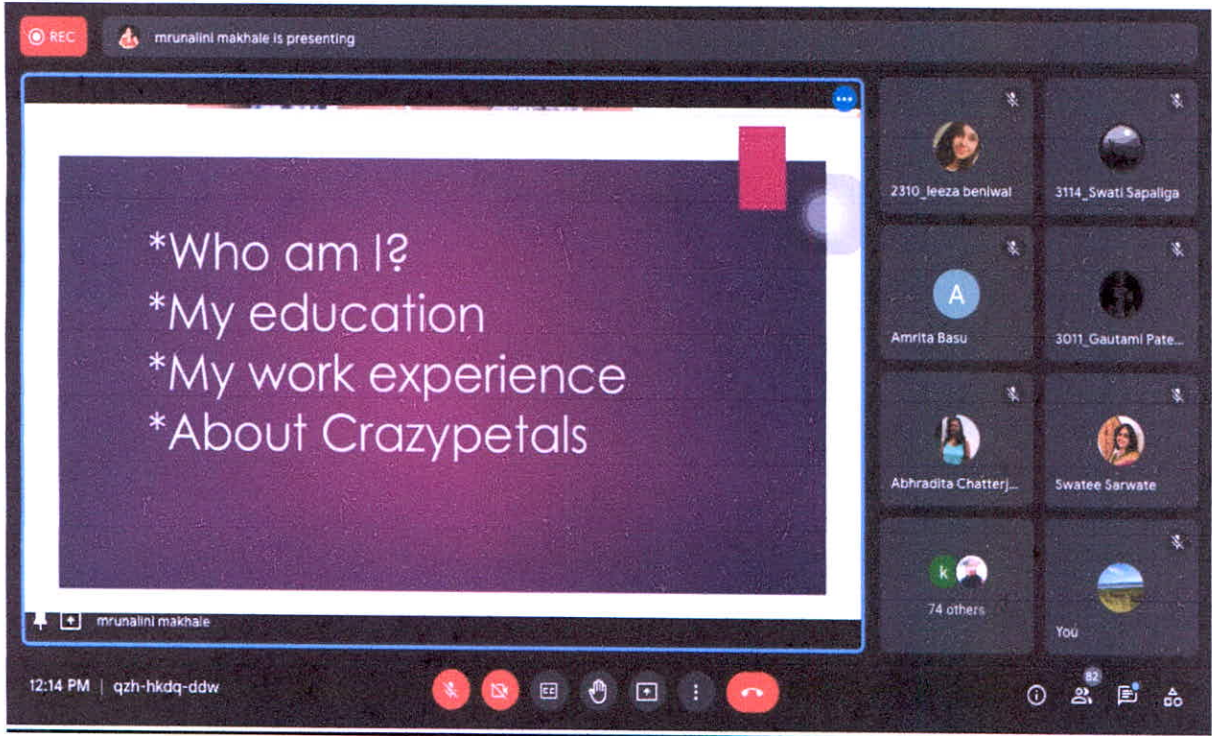 REC
mrunalini makhale is presenting
*Who am I?
*My education
*My work experience
*About Crazypetals
mrunalini makhale
2310_leeza beniwal
3114_Swati Sapaliga
A
Amrita Basu
3011_Gautami Pate...
Abhradita Chatterj...
Swatee Sarwate
k
74 others
You
12:14 PM | qzh-hkdq-ddw
CC
82